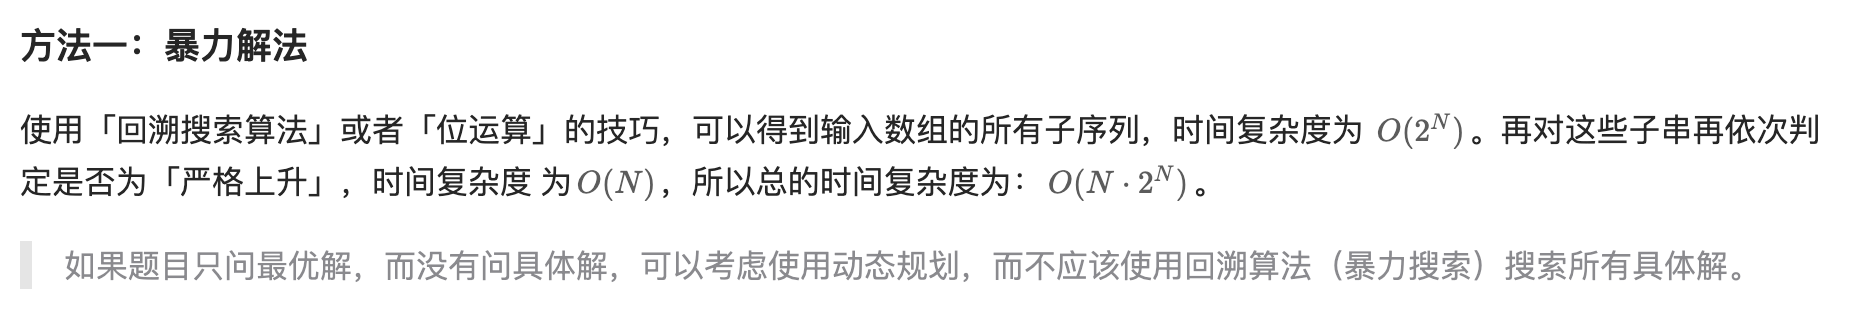 方法一：暴力解法
使用「回溯搜索算法」或者「位运算」的技巧，可以得到输入数组的所有子序列，时间复杂度为 O(2^N)。再对这些子串再依次判
定是否为「严格上升」，时间复杂度 为O(N)，所以总的时间复杂度为：O(N · 2^N)。
如果题目只问最优解，而没有问具体解，可以考虑使用动态规划，而不应该使用回溯算法（暴力搜索）搜索所有具体解。